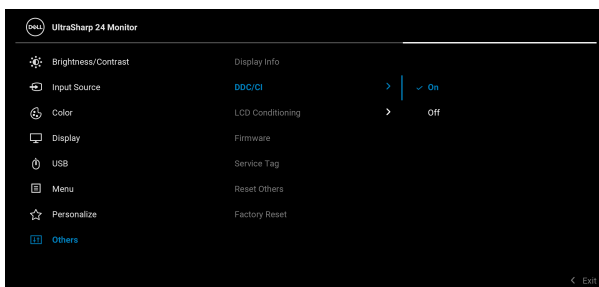 DELL UltraSharp 24 Monitor
Brightness/Contrast Display Info
Input Source DDC/CI > ✓ On
Color LCD Conditioning > Off
Display Firmware
USB Service Tag
Menu Reset Others
Personalize Factory Reset
Others
< Exit